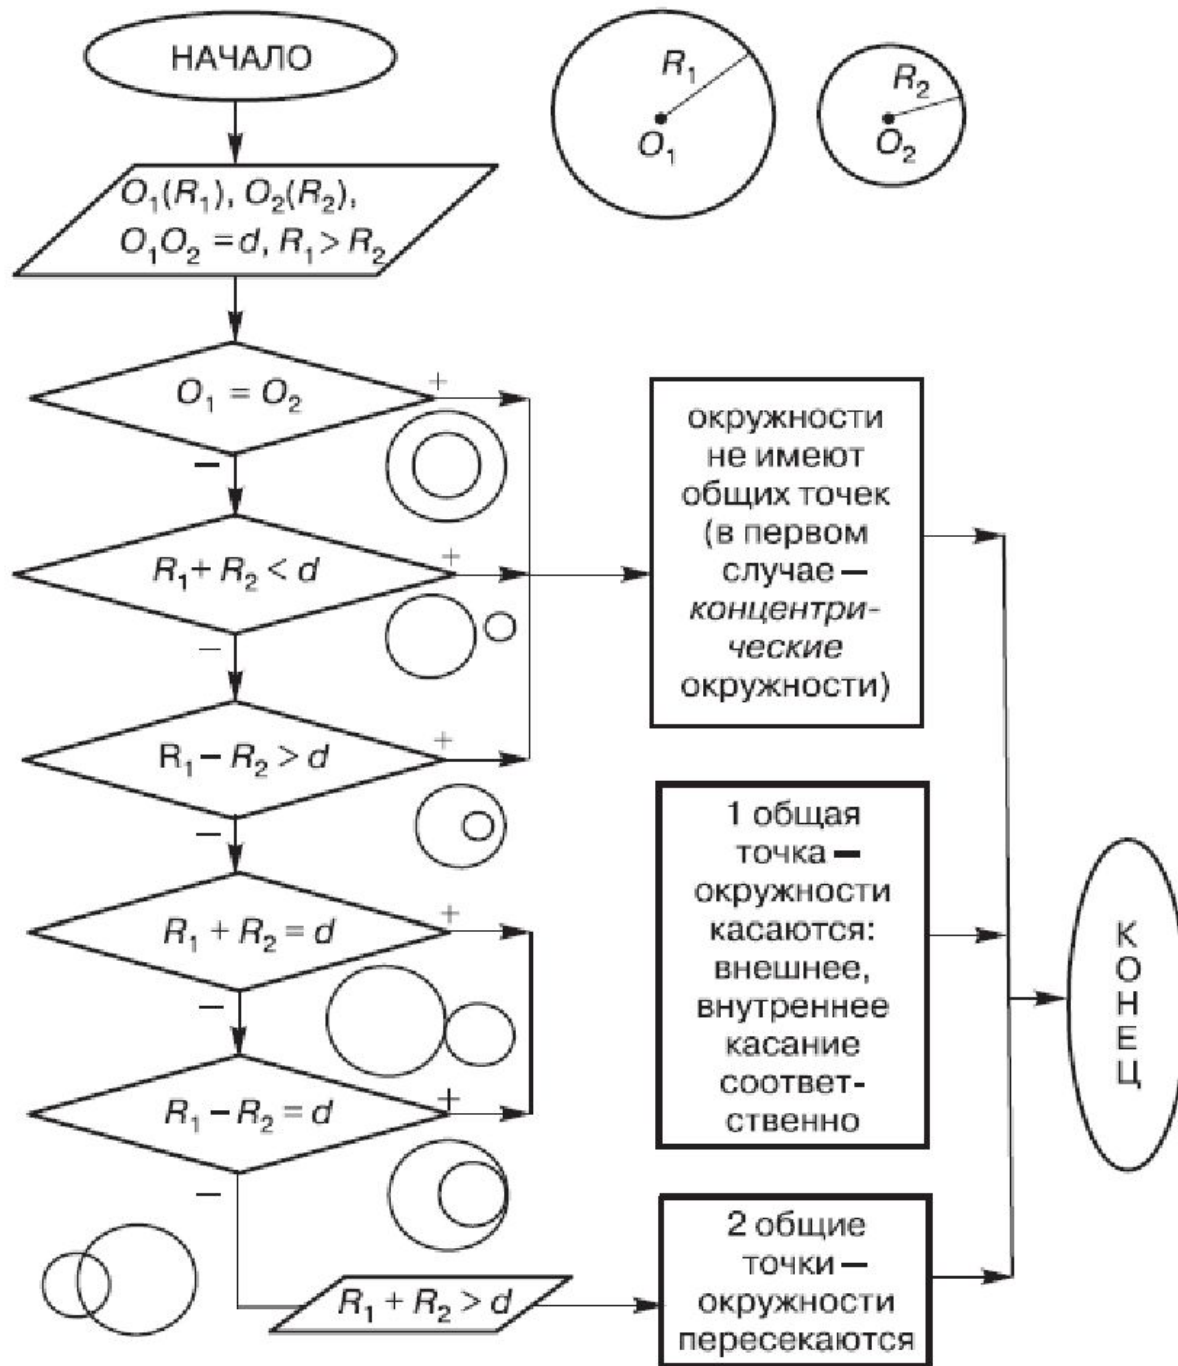 НАЧАЛО
R₁
O₁
R₂
O₂
O₁(R₁), O₂(R₂),
O₁O₂ = d, R₁ > R₂
O₁ = O₂
+
−
R₁ + R₂ < d
+
−
R₁ − R₂ > d
+
−
R₁ + R₂ = d
+
−
R₁ − R₂ = d
+
−
R₁ + R₂ > d
окружности
не имеют
общих точек
(в первом
случае —
концентри-
ческие
окружности)
1 общая
точка —
окружности
касаются:
внешнее,
внутреннее
касание
соответ-
ственно
2 общие
точки —
окружности
пересекаются
К
О
Н
Е
Ц